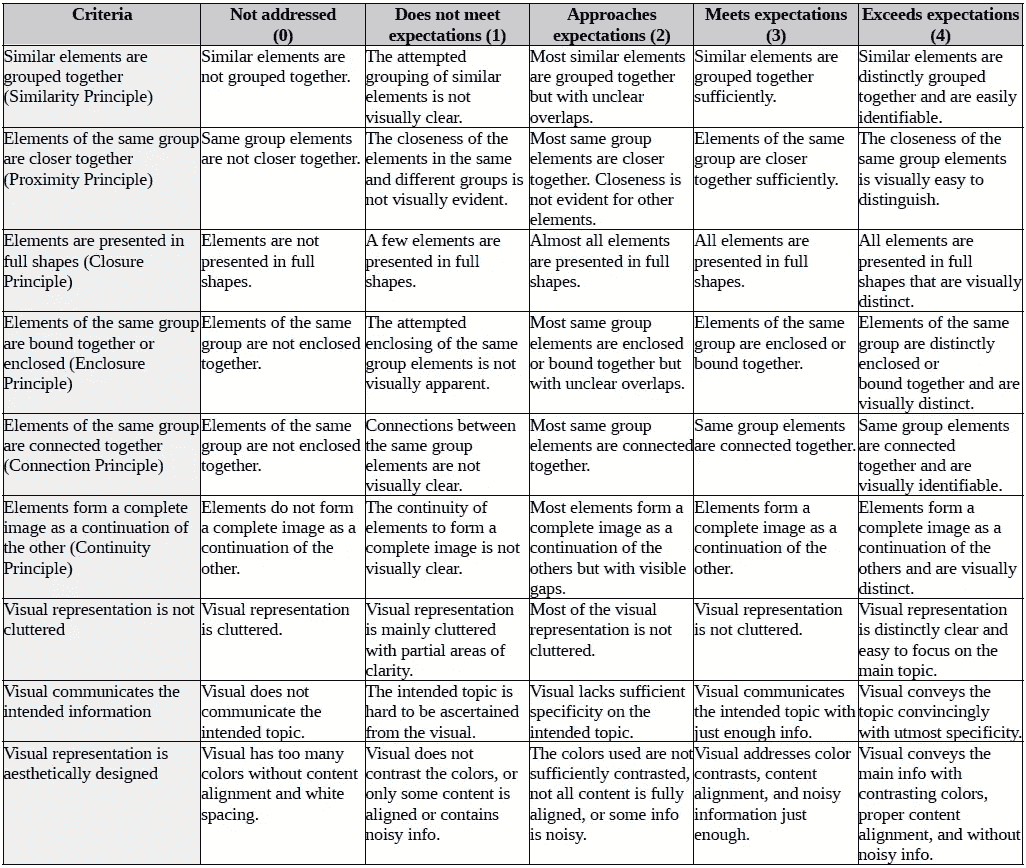 Criteria
Not addressed
(0)
Does not meet
expectations (1)
Approaches
expectations (2)
Meets expectations
(3)
Exceeds expectations
(4)
Similar elements are
grouped together
(Similarity Principle)
Similar elements are
not grouped together.
The attempted
grouping of similar
elements is not
visually clear.
Most similar elements
are grouped together
but with unclear
overlaps.
Similar elements are
grouped together
sufficiently.
Similar elements are
distinctly grouped
together and are easily
identifiable.
Elements of the same group
are closer together
(Proximity Principle)
Same group elements
are not closer together.
The closeness of the
elements in the same
and different groups is
not visually evident.
Most same group
elements are closer
together. Closeness is
not evident for other
elements.
Elements of the same
group are closer
together sufficiently.
The closeness of the
same group elements
is visually easy to
distinguish.
Elements are presented in
full shapes (Closure
Principle)
Elements are not
presented in full
shapes.
A few elements are
presented in full
shapes.
Almost all elements
are presented in full
shapes.
All elements are
presented in full
shapes.
All elements are
presented in full
shapes that are visually
distinct.
Elements of the same group
are bound together or
enclosed (Enclosure
Principle)
Elements of the same
group are not enclosed
together.
The attempted
enclosing of the same
group elements is not
visually apparent.
Most same group
elements are enclosed
or bound together but
with unclear overlaps.
Elements of the same
group are enclosed or
bound together.
Elements of the same
group are distinctly
enclosed or
bound together and are
visually distinct.
Elements of the same group
are connected together
(Connection Principle)
Elements of the same
group are not enclosed
together.
Connections between
the same group
elements are not
visually clear.
Most same group
elements are connected
together.
Same group elements
are connected together.
Same group elements
are connected
together and are
visually identifiable.
Elements form a complete
image as a continuation of
the other (Continuity
Principle)
Elements do not form
a complete image as a
continuation of the
other.
The continuity of
elements to form a
complete image is not
visually clear.
Most elements form a
complete image as a
continuation of the
others but with visible
gaps.
Elements form a
complete image as a
continuation of the
other.
Elements form a
complete image as a
continuation of the
others and are visually
distinct.
Visual representation is not
cluttered
Visual representation
is cluttered.
Visual representation
is mainly cluttered
with partial areas of
clarity.
Most of the visual
representation is not
cluttered.
Visual representation
is not cluttered.
Visual representation
is distinctly clear and
easy to focus on the
main topic.
Visual communicates the
intended information
Visual does not
communicate the
intended topic.
The intended topic is
hard to be ascertained
from the visual.
Visual lacks sufficient
specificity on the
intended topic.
Visual communicates
the intended topic with
just enough info.
Visual conveys the
topic convincingly
with utmost specificity.
Visual representation is
aesthetically designed
Visual has too many
colors without content
alignment and white
spacing.
Visual does not
contrast the colors, or
only some content is
aligned or contains
noisy info.
The colors used are not
sufficiently contrasted,
not all content is fully
aligned, or some info
is noisy.
Visual addresses color
contrasts, content
alignment, and noisy
information just
enough.
Visual conveys the
main info with
contrasting colors,
proper content
alignment, and without
noisy info.